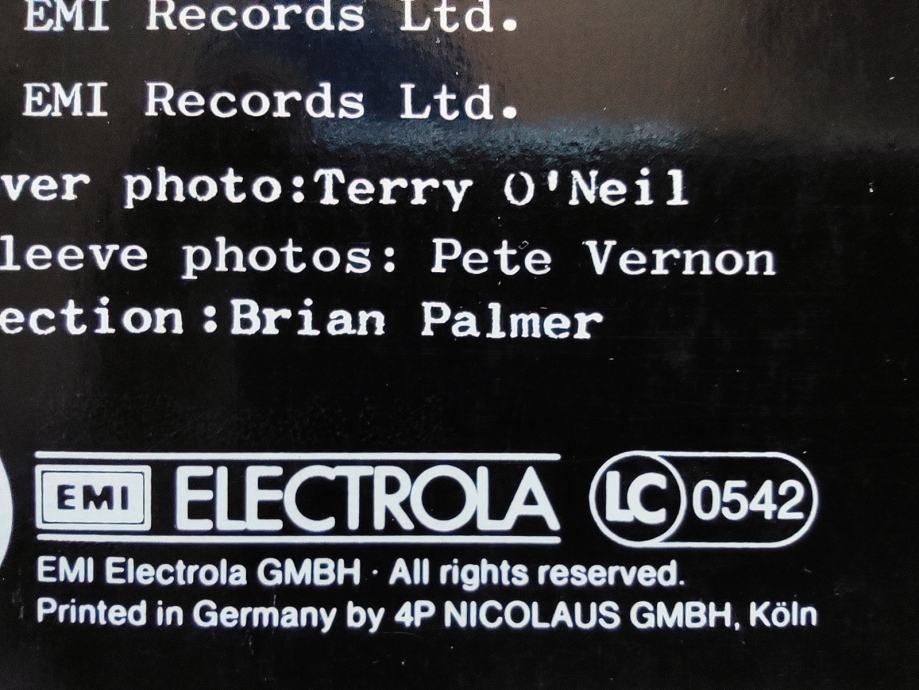 EMI Records Ltd.
EMI Records Ltd.
ver photo:Terry O'Neil
leeve photos: Pete Vernon
ection :Brian Palmer
EMI ELECTROLA LC 0542
EMI Electrola GMBH · All rights reserved.
Printed in Germany by 4P NICOLAUS GMBH, Köln